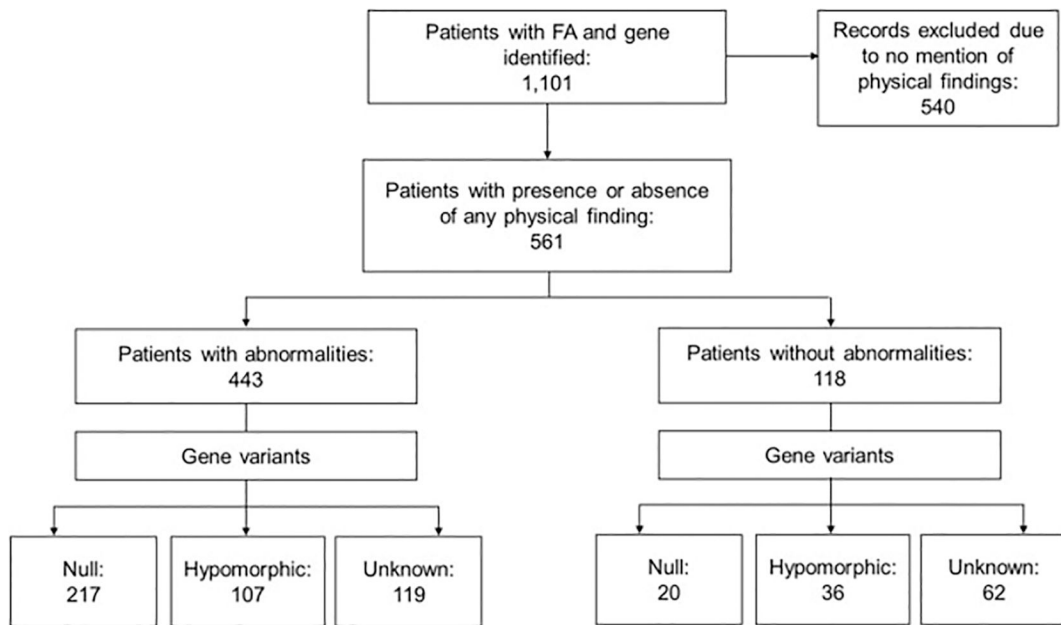 Patients with FA and gene
identified:
1,101
Records excluded due
to no mention of
physical findings:
540
Patients with presence or absence
of any physical finding:
561
Patients with abnormalities:
443
Patients without abnormalities:
118
Gene variants
Gene variants
Null:
217
Hypomorphic:
107
Unknown:
119
Null:
20
Hypomorphic:
36
Unknown:
62